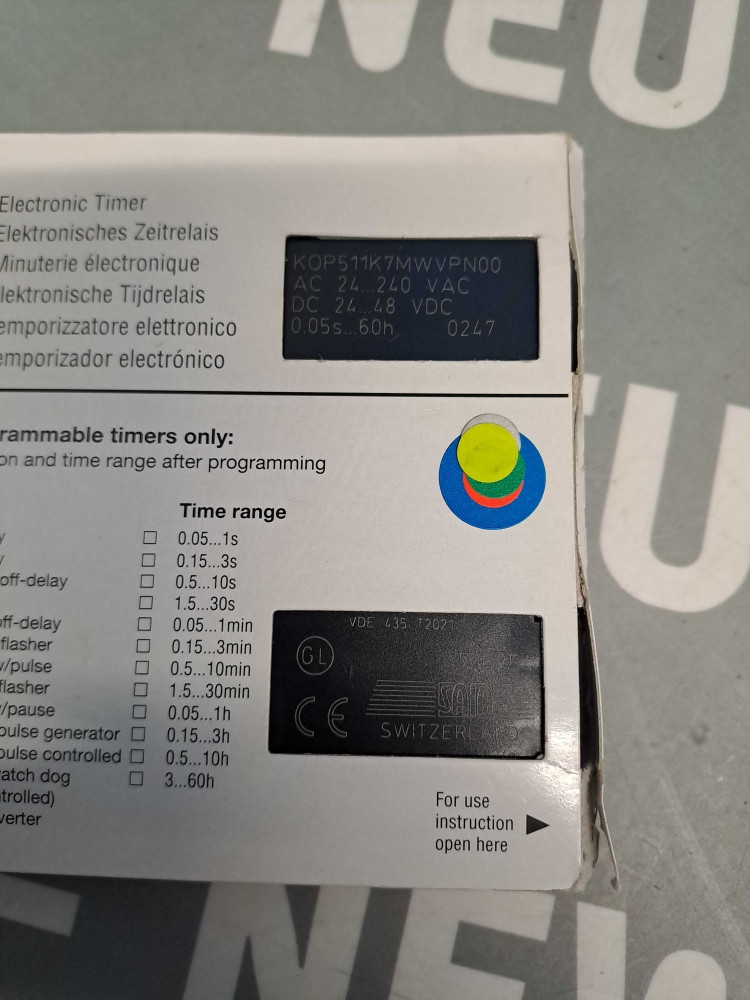 NEU
Electronic Timer
Elektronisches Zeitrelais
Minuterie électronique
lektronische Tijdrelais
emporizzatore elettronico
emporizador electrónico
KOP511K7MWVPN00
AC 24...240 VAC
DC 24...48 VDC
0.05s...60h 0247
rammable timers only:
on and time range after programming
Time range
y 0.05...1s
y 0.15...3s
off-delay 0.5...10s
1.5...30s
off-delay 0.05...1min
flasher 0.15...3min
y/pulse 0.5...10min
flasher 1.5...30min
y/pause 0.05...1h
pulse generator 0.15...3h
pulse controlled 0.5...10h
atch dog 3...60h
ntrolled)
verter
VDE 435 T2021
GL
CE
SAIA
SWITZERLAND
For use
instruction
open here
EU
NEW